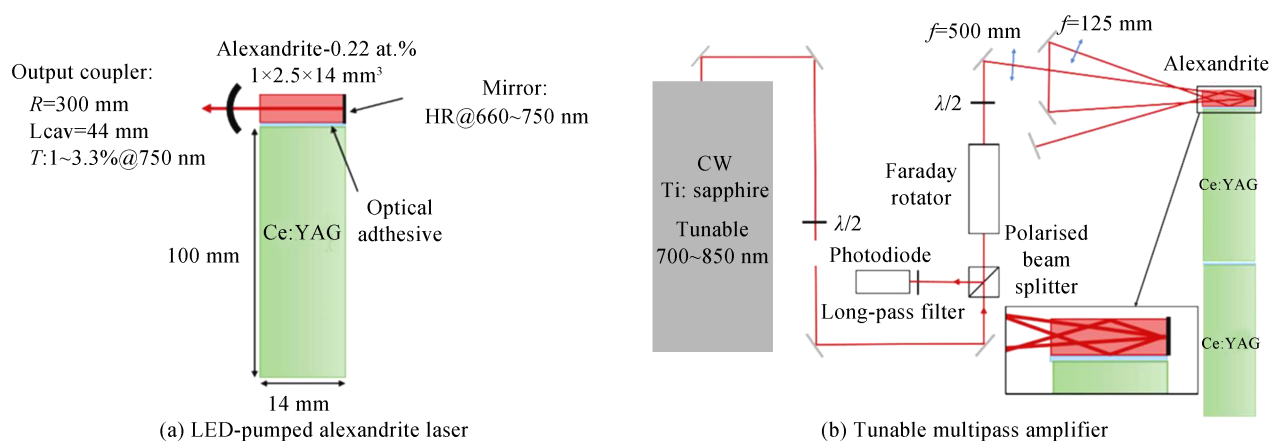 Alexandrite-0.22 at.%
1×2.5×14 mm³
Output coupler:
R=300 mm
Lcav=44 mm
T:1~3.3%@750 nm
Mirror:
HR@660~750 nm
Optical
adthesive
Ce:YAG
100 mm
14 mm
(a) LED-pumped alexandrite laser
f=500 mm
f=125 mm
Alexandrite
λ/2
CW
Ti: sapphire
Tunable
700~850 nm
Faraday
rotator
λ/2
Photodiode
Long-pass filter
Polarised
beam
splitter
Ce:YAG
Ce:YAG
(b) Tunable multipass amplifier